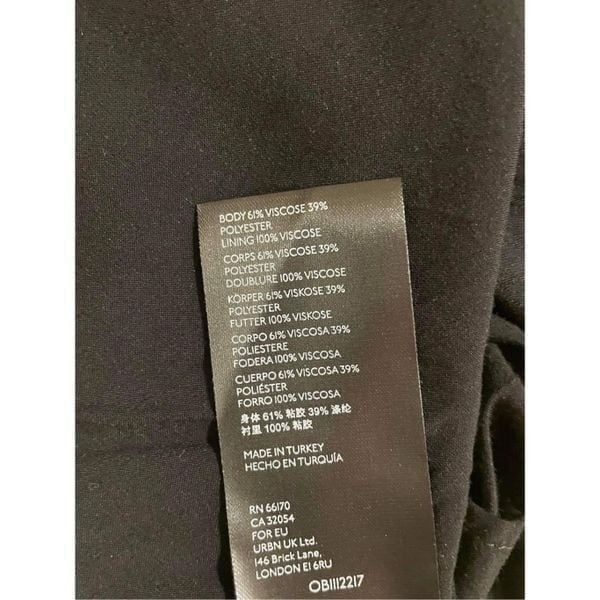 BODY 61% VISCOSE 39%
POLYESTER
LINING 100% VISCOSE
CORPS 61% VISCOSE 39%
POLYESTER
DOUBLURE 100% VISCOSE
KÖRPER 61% VISKOSE 39%
POLYESTER
FUTTER 100% VISKOSE
CORPO 61% VISCOSA 39%
POLIESTERE
FODERA 100% VISCOSA
CUERPO 61% VISCOSA 39%
POLIÉSTER
FORRO 100% VISCOSA
身体 61% 粘胶 39% 涤纶
衬里 100% 粘胶
MADE IN TURKEY
HECHO EN TURQUÍA
RN 66170
CA 32054
FOR EU
URBN UK Ltd.
146 Brick Lane,
LONDON E1 6RU
OB1112217